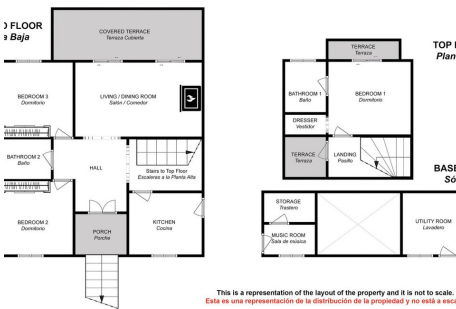 D FLOOR
a Baja
COVERED TERRACE
Terraza Cubierta
BEDROOM 3
Dormitorio
LIVING / DINING ROOM
Salón / Comedor
BATHROOM 2
Baño
HALL
Stairs to Top Floor
Escaleras a la Planta Alta
BEDROOM 2
Dormitorio
PORCH
Porche
KITCHEN
Cocina
TERRACE
Terraza
TOP
Plan
BATHROOM 1
Baño
BEDROOM 1
Dormitorio
DRESSER
Vestidor
TERRACE
Terraza
LANDING
Pasillo
BAS
Só
STORAGE
Trastero
MUSIC ROOM
Sala de música
UTILITY ROOM
Lavadero
This is a representation of the layout of the property and it is not to scale.
Esta es una representación de la distribución de la propiedad y no está a esca